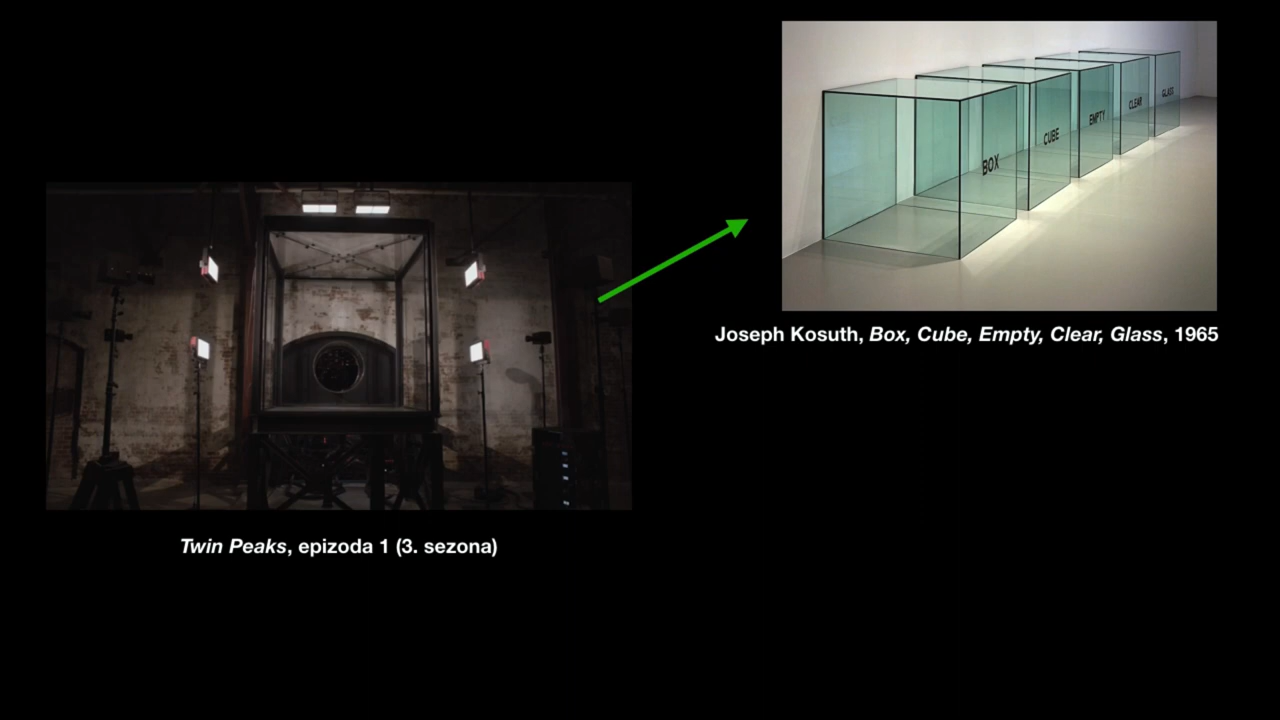 BOX
CUBE
EMPTY
CLEAR
GLASS
Joseph Kosuth, Box, Cube, Empty, Clear, Glass, 1965
Twin Peaks, epizoda 1 (3. sezona)